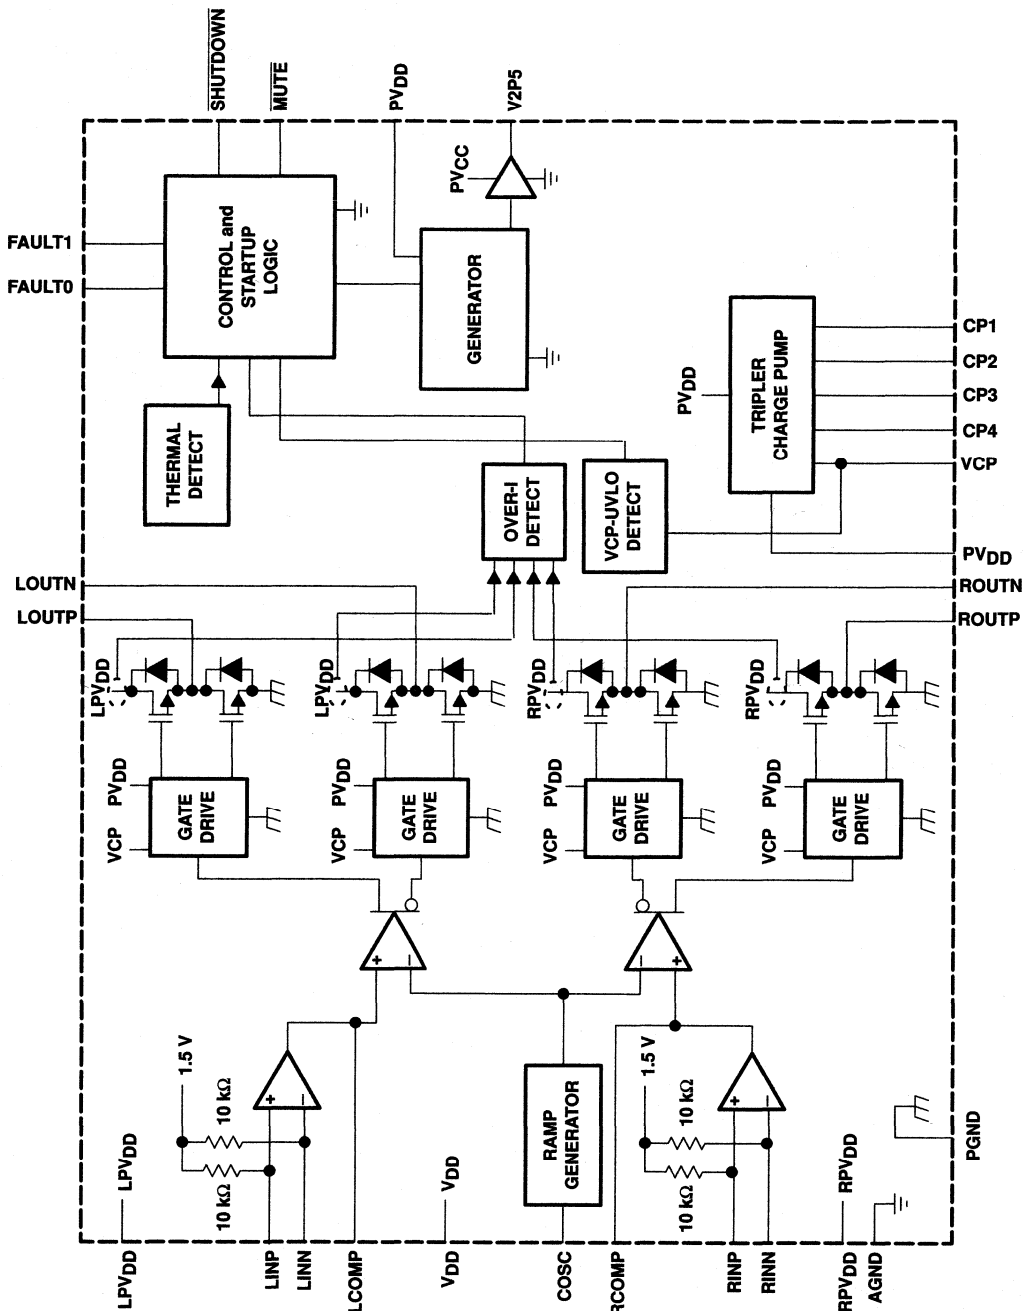 SHUTDOWN
MUTE
PVDD
V2P5
FAULT1
FAULT0
CONTROL and
STARTUP
LOGIC
PVCC
GENERATOR
THERMAL
DETECT
PVDD
TRIPLER
CHARGE PUMP
CP1
CP2
CP3
CP4
VCP
PVDD
OVER-I
DETECT
VCP-UVLO
DETECT
LOUTN
LOUTP
ROUTN
ROUTP
LPVDD
LPVDD
RPVDD
RPVDD
PVDD
VCP
GATE
DRIVE
PVDD
VCP
GATE
DRIVE
PVDD
VCP
GATE
DRIVE
PVDD
VCP
GATE
DRIVE
+
–
–
+
1.5 V
10 kΩ
10 kΩ
+
–
1.5 V
10 kΩ
10 kΩ
+
–
RAMP
GENERATOR
LPVDD
VDD
RPVDD
PGND
LPVDD
LINP
LINN
LCOMP
VDD
COSC
RCOMP
RINP
RINN
RPVDD
AGND